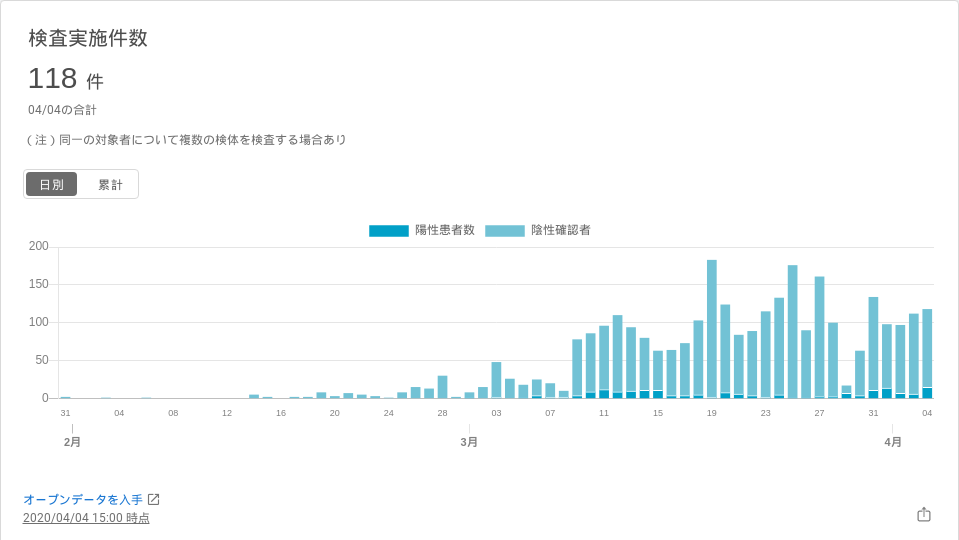 検査実施件数
118 件
04/04の合計
（注）同一の対象者について複数の検体を検査する場合あり
日別 累計
陽性患者数 陰性確認者
200
150
100
50
0
31 04 08 12 16 20 24 28 03 07 11 15 19 23 27 31 04
2月 3月 4月
オープンデータを入手
2020/04/04 15:00 時点